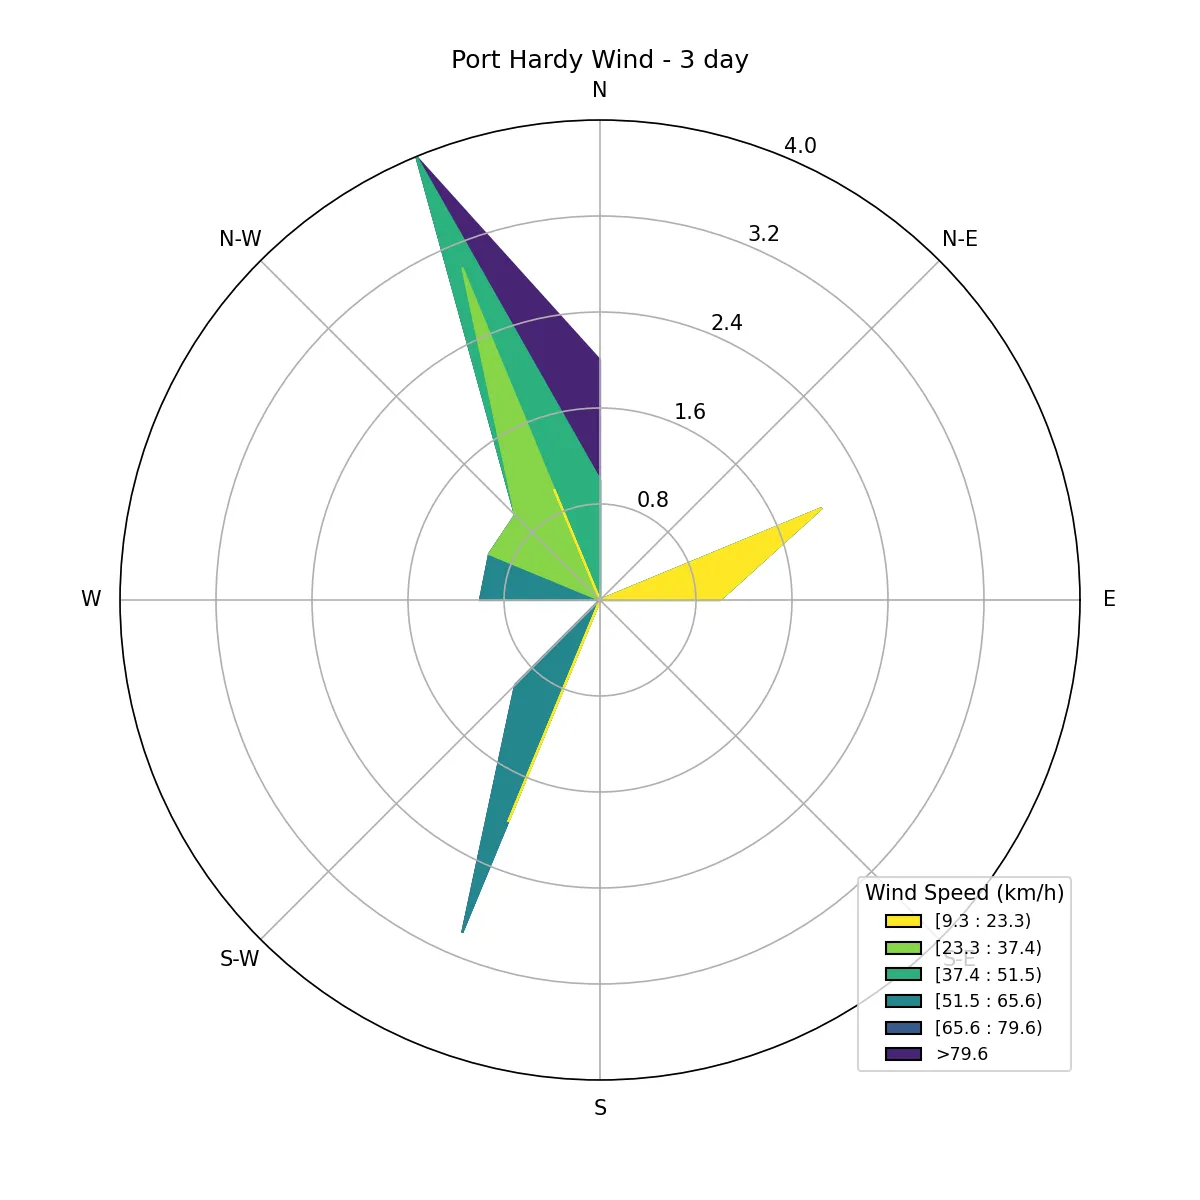 Port Hardy Wind - 3 day
N
4.0
N-W
N-E
3.2
2.4
1.6
0.8
W
E
Wind Speed (km/h)
[9.3 : 23.3)
[23.3 : 37.4)
S-W
S-E
[37.4 : 51.5)
[51.5 : 65.6)
[65.6 : 79.6)
>79.6
S